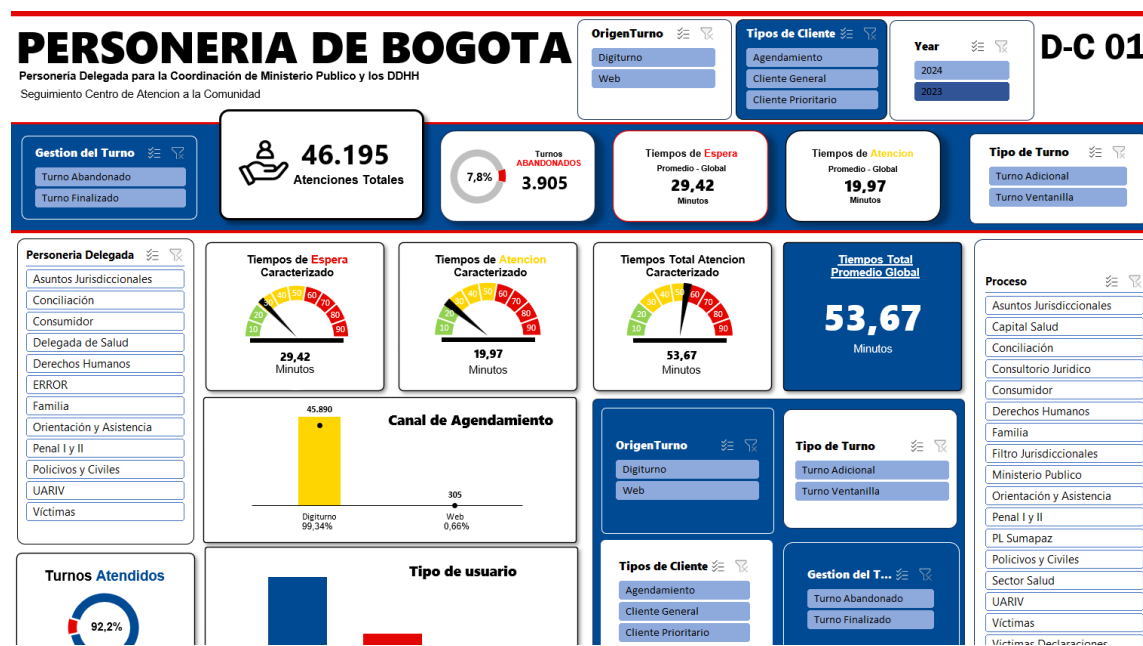 PERSONERIA DE BOGOTA
Personería Delegada para la Coordinación de Ministerio Publico y los DDHH
Seguimiento Centro de Atencion a la Comunidad
OrigenTurno
Digiturno
Web
Tipos de Cliente
Agendamiento
Cliente General
Cliente Prioritario
Year
2024
2023
D-C 01
Gestion del Turno
Turno Abandonado
Turno Finalizado
46.195
Atenciones Totales
7,8%
Turnos
ABANDONADOS
3.905
Tiempos de Espera
Promedio - Global
29,42
Minutos
Tiempos de Atencion
Promedio - Global
19,97
Minutos
Tipo de Turno
Turno Adicional
Turno Ventanilla
Personeria Delegada
Asuntos Jurisdiccionales
Conciliación
Consumidor
Delegada de Salud
Derechos Humanos
ERROR
Familia
Orientación y Asistencia
Penal I y II
Policivos y Civiles
UARIV
Víctimas
Tiempos de Espera
Caracterizado
10 20 30 40 50 60 70 80 90
29,42
Minutos
Tiempos de Atencion
Caracterizado
10 20 30 40 50 60 70 80 90
19,97
Minutos
Tiempos Total Atencion
Caracterizado
10 20 30 40 50 60 70 80 90
53,67
Minutos
Tiempos Total
Promedio Global
53,67
Minutos
Proceso
Asuntos Jurisdiccionales
Capital Salud
Conciliación
Consultorio Juridico
Consumidor
Derechos Humanos
Familia
Filtro Jurisdiccionales
Ministerio Publico
Orientación y Asistencia
Penal I y II
PL Sumapaz
Policivos y Civiles
Sector Salud
UARIV
Víctimas
Victimas Declaraciones
Canal de Agendamiento
45.890
305
Digiturno
99,34%
Web
0,66%
OrigenTurno
Digiturno
Web
Tipo de Turno
Turno Adicional
Turno Ventanilla
Turnos Atendidos
92,2%
Tipo de usuario
Tipos de Cliente
Agendamiento
Cliente General
Cliente Prioritario
Gestion del T...
Turno Abandonado
Turno Finalizado